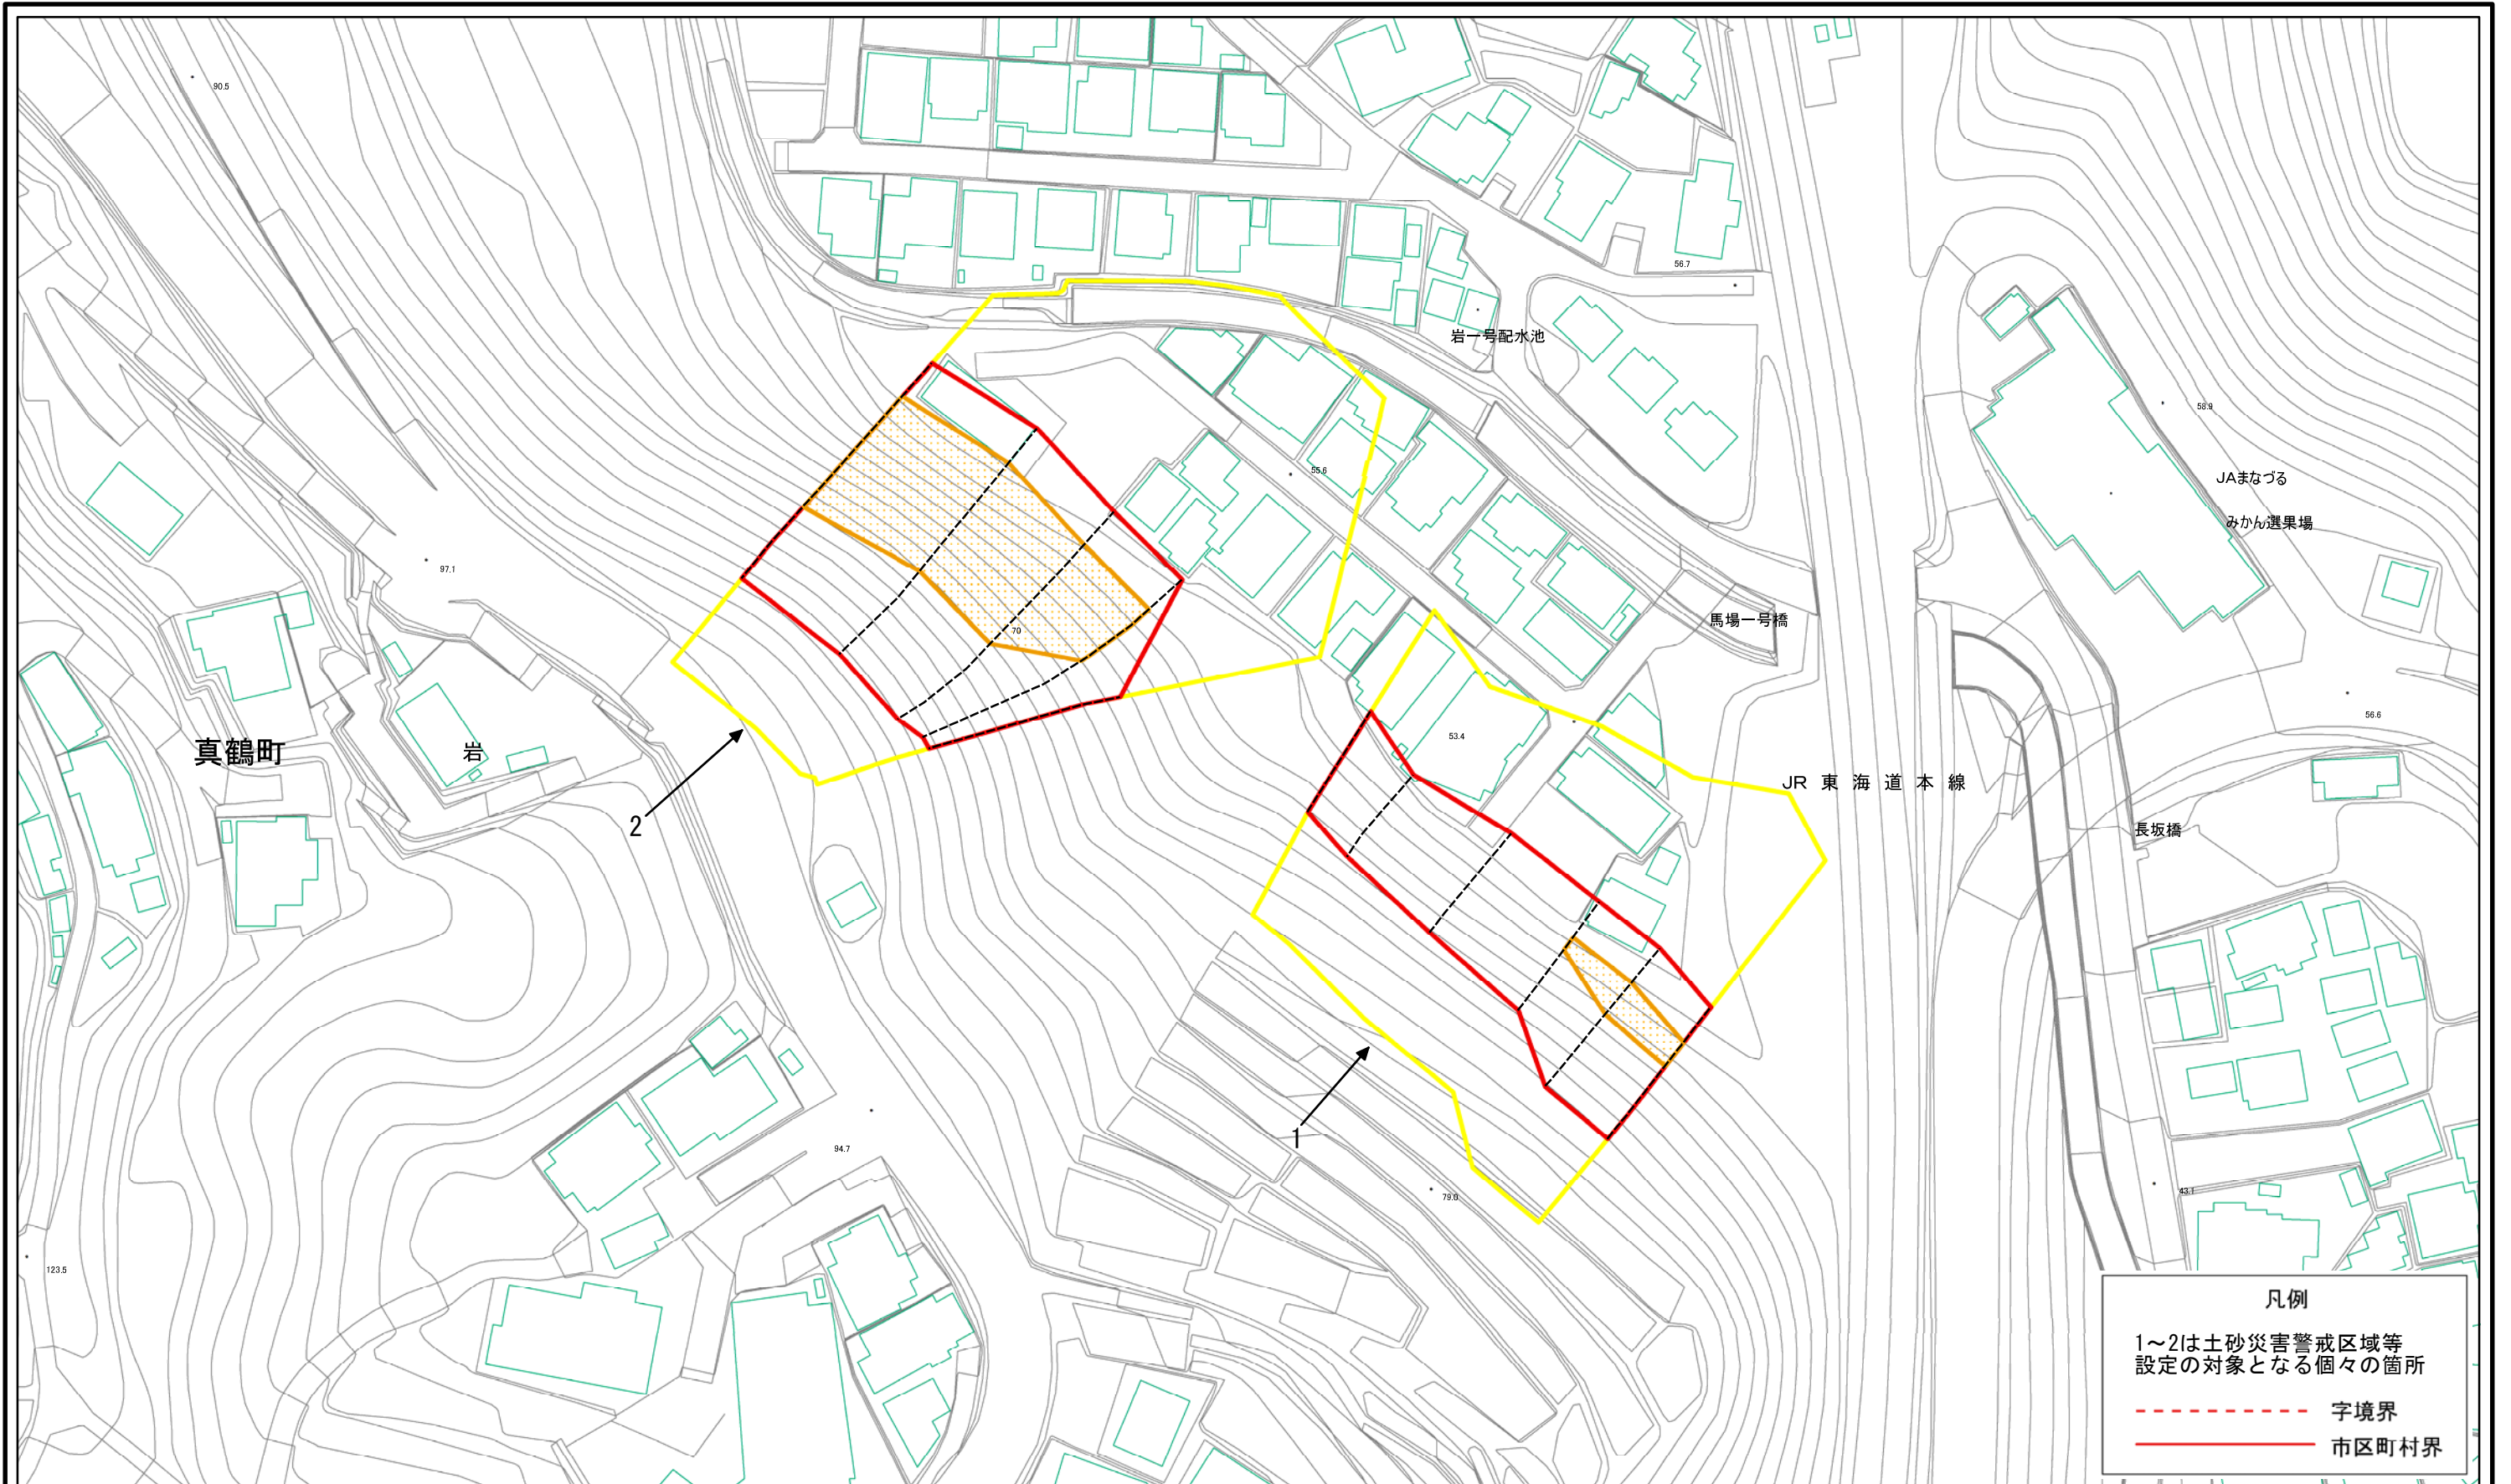 90.5
56.7
岩一号配水池
58.9
55.6
JAまなづる
みかん選果場
97.1
馬場一号橋
70
56.6
53.4
真鶴町
岩
JR 東 海 道 本 線
2
長坂橋
1
94.7
79.0
43.1
123.5
凡例
1～2は土砂災害警戒区域等
設定の対象となる個々の箇所
字境界
市区町村界